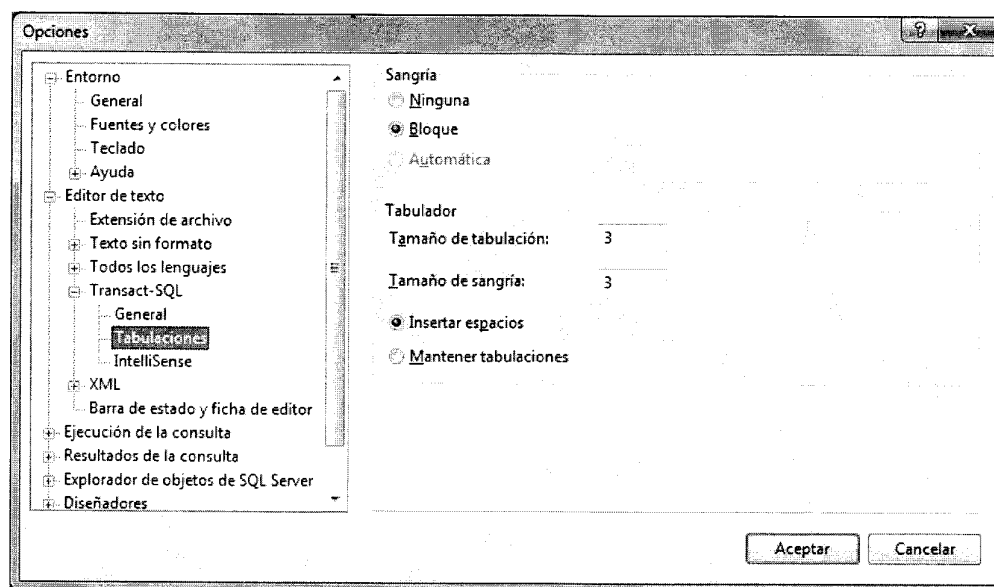 Opciones
Entorno
General
Fuentes y colores
Teclado
Ayuda
Editor de texto
Extensión de archivo
Texto sin formato
Todos los lenguajes
Transact-SQL
General
Tabulaciones
IntelliSense
XML
Barra de estado y ficha de editor
Ejecución de la consulta
Resultados de la consulta
Explorador de objetos de SQL Server
Diseñadores
Sangría
Ninguna
Bloque
Automática
Tabulador
Tamaño de tabulación: 3
Tamaño de sangría: 3
Insertar espacios
Mantener tabulaciones
Aceptar Cancelar